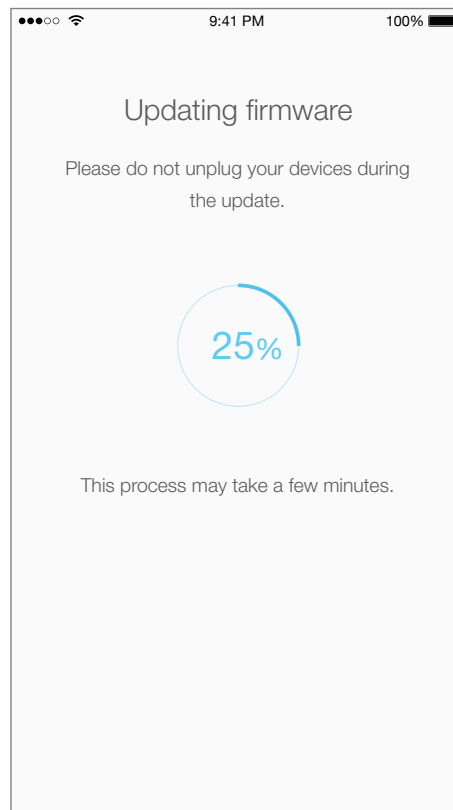 9:41 PM 100%
Updating firmware
Please do not unplug your devices during
the update.
25%
This process may take a few minutes.